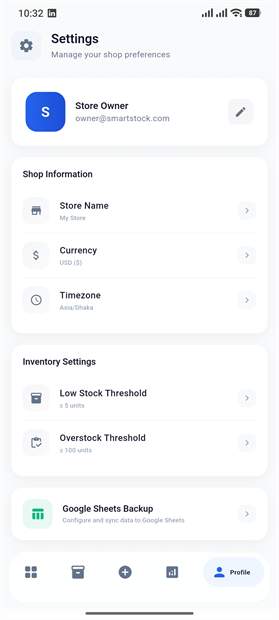 10:32
87
Settings
Manage your shop preferences
S
Store Owner
owner@smartstock.com
Shop Information
Store Name
My Store
Currency
USD ($)
Timezone
Asia/Dhaka
Inventory Settings
Low Stock Threshold
≤ 5 units
Overstock Threshold
≥ 100 units
Google Sheets Backup
Configure and sync data to Google Sheets
Profile